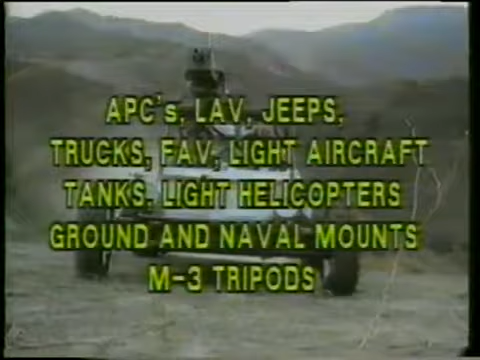 APC's, LAV, JEEPS,
TRUCKS, FAV, LIGHT AIRCRAFT
TANKS, LIGHT HELICOPTERS
GROUND AND NAVAL MOUNTS
M-3 TRIPODS